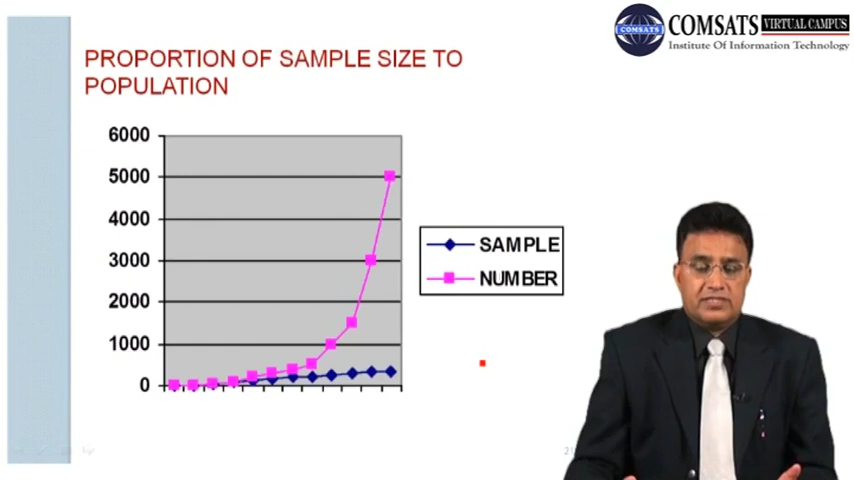 COMSATS VIRTUAL CAMPUS
COMSATS
Institute Of Information Technology
PROPORTION OF SAMPLE SIZE TO
POPULATION
6000
5000
4000
3000
2000
1000
0
SAMPLE
NUMBER